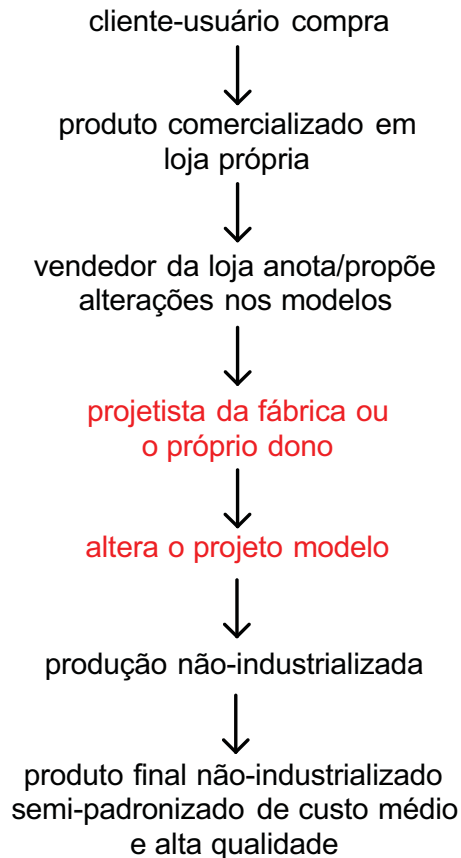 cliente-usuário compra
produto comercializado em
loja própria
vendedor da loja anota/propõe
alterações nos modelos
projetista da fábrica ou
o próprio dono
altera o projeto modelo
produção não-industrializada
produto final não-industrializado
semi-padronizado de custo médio
e alta qualidade